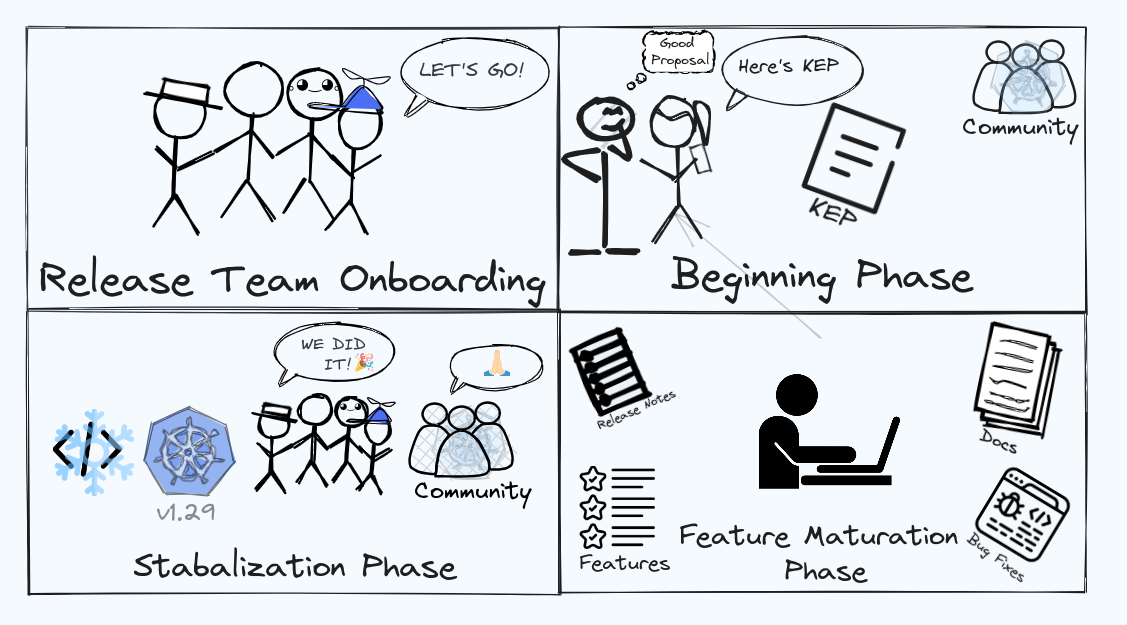 LET'S GO!
Release Team Onboarding
Good
Proposal
Here's KEP
Community
KEP
Beginning Phase
WE DID
IT!🎉
🙏🏻
v1.29
Community
Stabalization Phase
Release Notes
Docs
Features
Bug Fixes
Feature Maturation
Phase